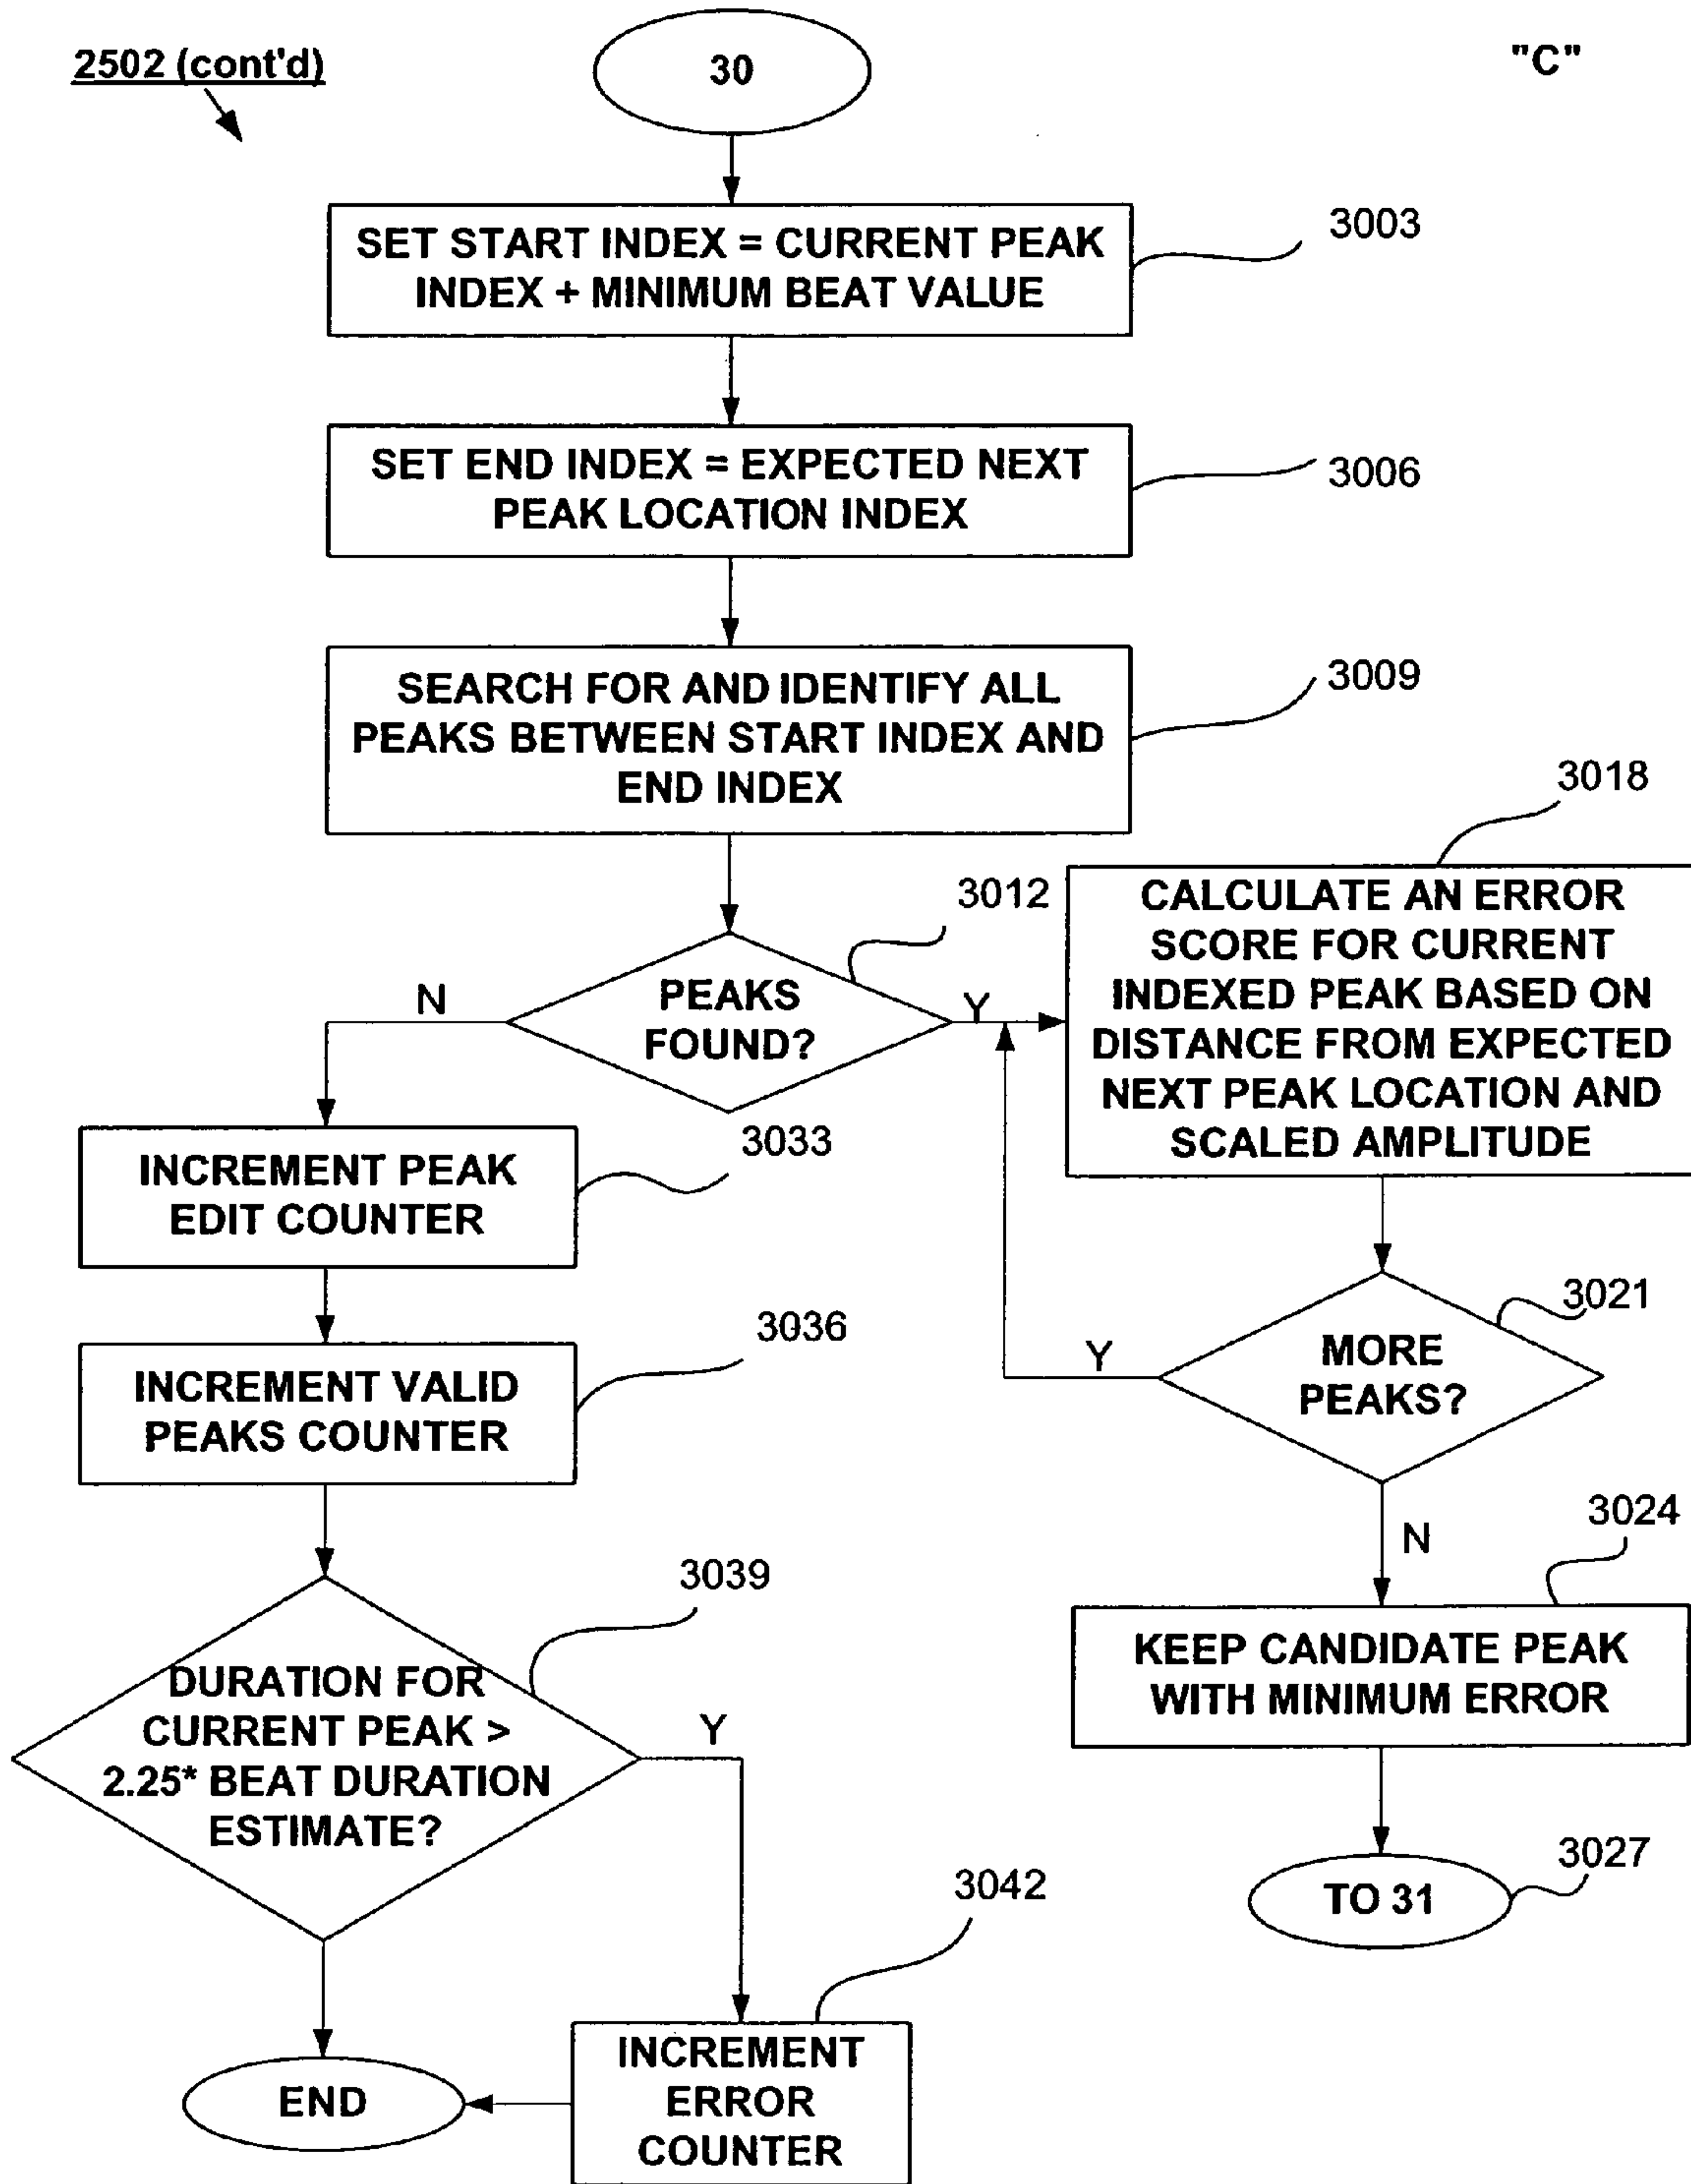 2502 (cont'd)
30
"C"
SET START INDEX = CURRENT PEAK
INDEX + MINIMUM BEAT VALUE
3003
SET END INDEX = EXPECTED NEXT
PEAK LOCATION INDEX
3006
SEARCH FOR AND IDENTIFY ALL
PEAKS BETWEEN START INDEX AND
END INDEX
3009
3012
PEAKS
FOUND?
N
Y
3018
CALCULATE AN ERROR
SCORE FOR CURRENT
INDEXED PEAK BASED ON
DISTANCE FROM EXPECTED
NEXT PEAK LOCATION AND
SCALED AMPLITUDE
3033
INCREMENT PEAK
EDIT COUNTER
3021
MORE
PEAKS?
Y
N
3036
INCREMENT VALID
PEAKS COUNTER
3024
KEEP CANDIDATE PEAK
WITH MINIMUM ERROR
3039
DURATION FOR
CURRENT PEAK >
2.25* BEAT DURATION
ESTIMATE?
Y
3027
TO 31
3042
INCREMENT
ERROR
COUNTER
END